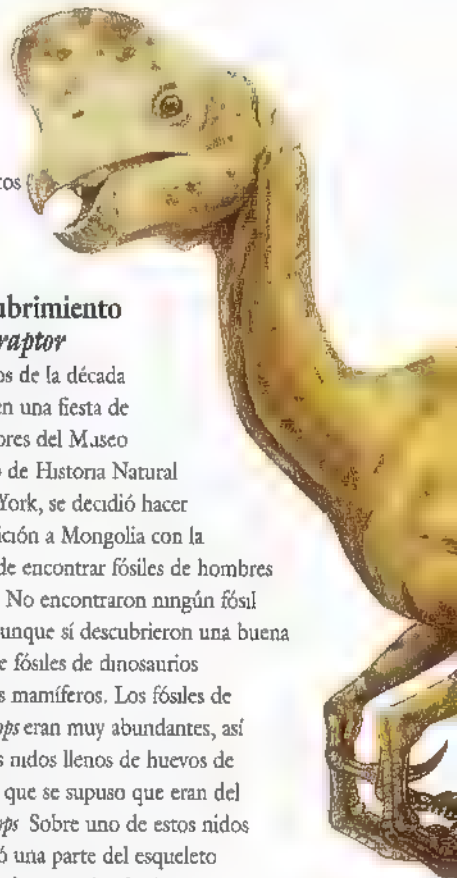 tos
ubrimiento
raptor
os de la década
en una fiesta de
ores del Museo
o de Historia Natural
York, se decidió hacer
ición a Mongolia con la
de encontrar fósiles de hombres
. No encontraron ningún fósil
unque sí descubrieron una buena
e fósiles de dinosaurios
s mamíferos. Los fósiles de
ops eran muy abundantes, así
s nidos llenos de huevos de
que se supuso que eran del
ops Sobre uno de estos nidos
ó una parte del esqueleto